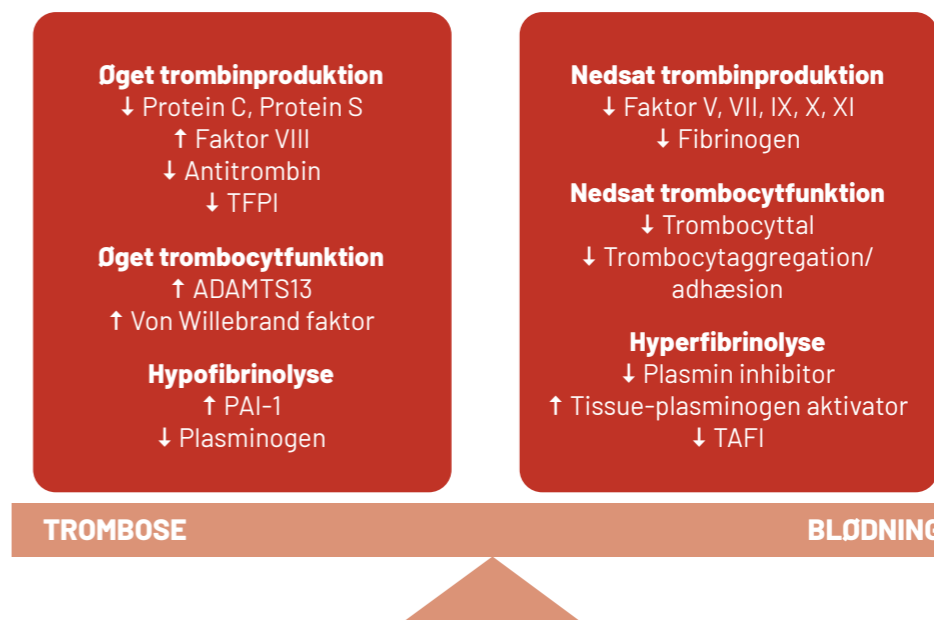 Øget trombinproduktion
↓ Protein C, Protein S
↑ Faktor VIII
↓ Antitrombin
↓ TFPI
Øget trombocytfunktion
↑ ADAMTS13
↑ Von Willebrand faktor
Hypofibrinolyse
↑ PAI-1
↓ Plasminogen
Nedsat trombinproduktion
↓ Faktor V, VII, IX, X, XI
↓ Fibrinogen
Nedsat trombocytfunktion
↓ Trombocyttal
↓ Trombocytaggregation/
adhæsion
Hyperfibrinolyse
↓ Plasmin inhibitor
↑ Tissue-plasminogen aktivator
↓ TAFI
TROMBOSE
BLØDNING